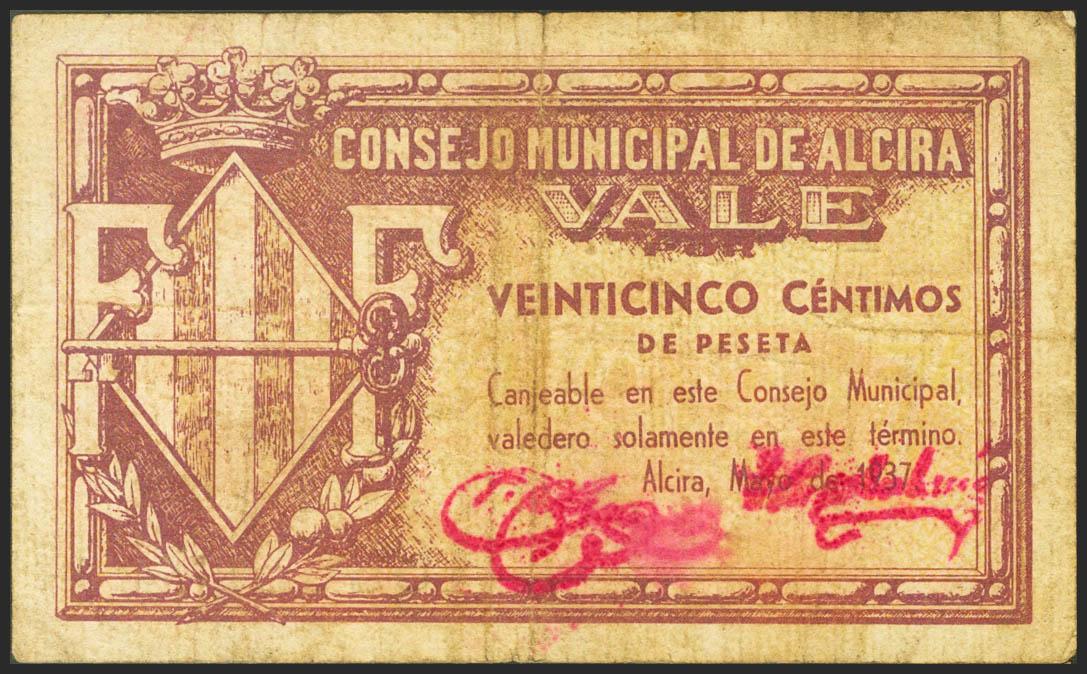 CONSEJO MUNICIPAL DE ALCIRA
VALE
VEINTICINCO CÉNTIMOS
DE PESETA
Canjeable en este Consejo Municipal,
valedero solamente en este término.
Alcira, Mayo de 1937.
F F